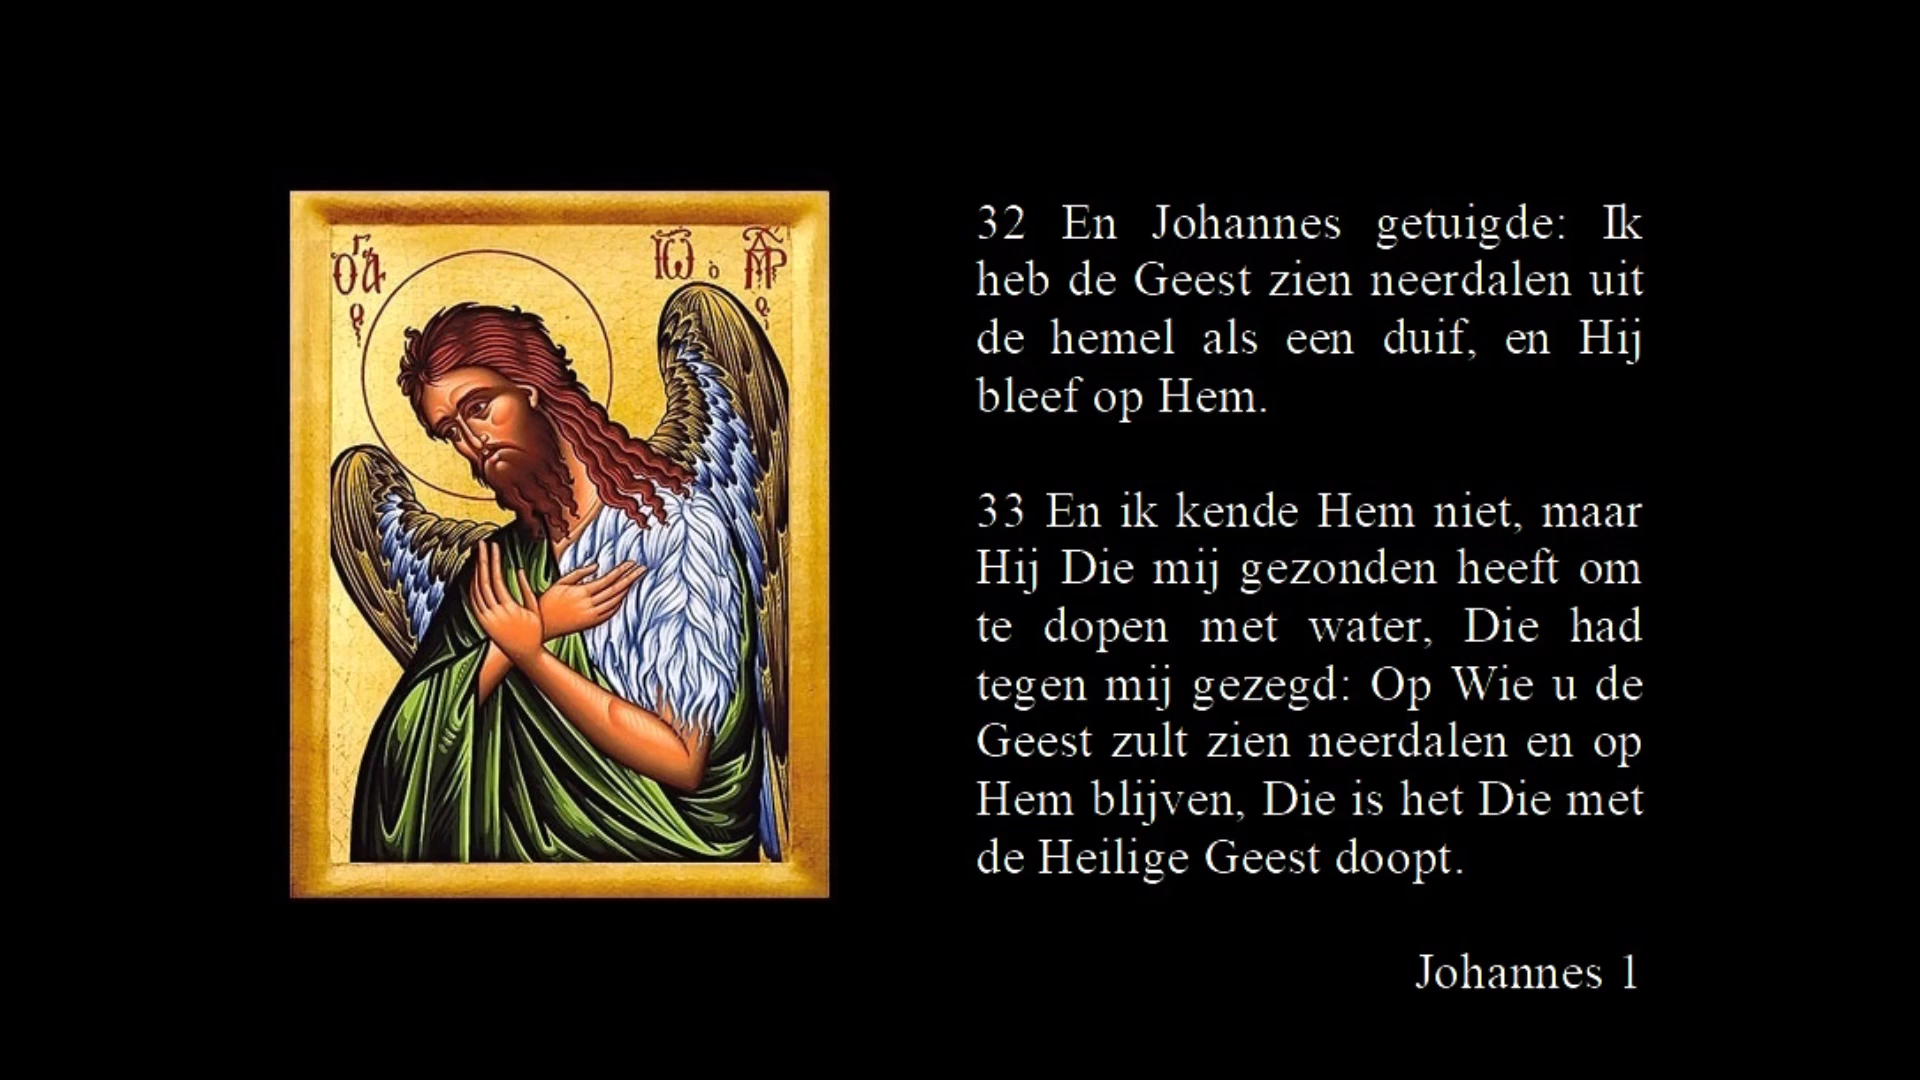 32 En Johannes getuigde: Ik
heb de Geest zien neerdalen uit
de hemel als een duif, en Hij
bleef op Hem.
33 En ik kende Hem niet, maar
Hij Die mij gezonden heeft om
te dopen met water, Die had
tegen mij gezegd: Op Wie u de
Geest zult zien neerdalen en op
Hem blijven, Die is het Die met
de Heilige Geest doopt.
Johannes 1